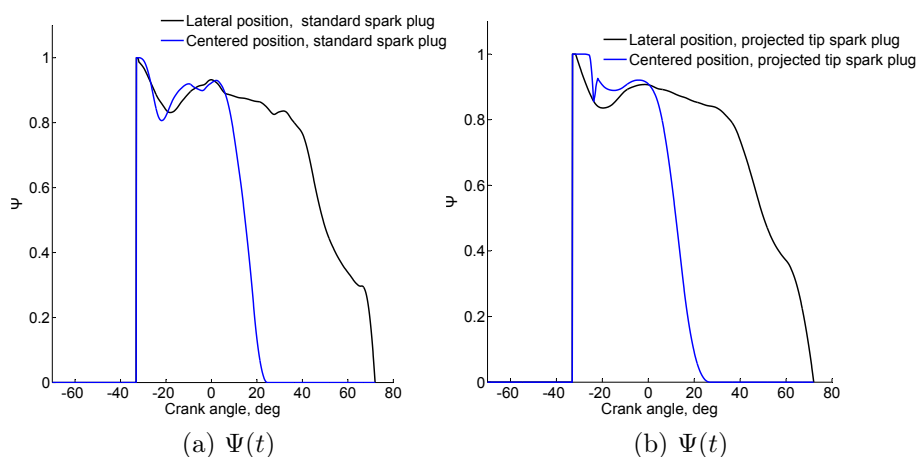 Lateral position, standard spark plug
Centered position, standard spark plug
1
0.8
0.6
0.4
0.2
0
Ψ
-60 -40 -20 0 20 40 60 80
Crank angle, deg
(a) Ψ(t)
Lateral position, projected tip spark plug
Centered position, projected tip spark plug
1
0.8
0.6
0.4
0.2
0
Ψ
-60 -40 -20 0 20 40 60 80
Crank angle, deg
(b) Ψ(t)